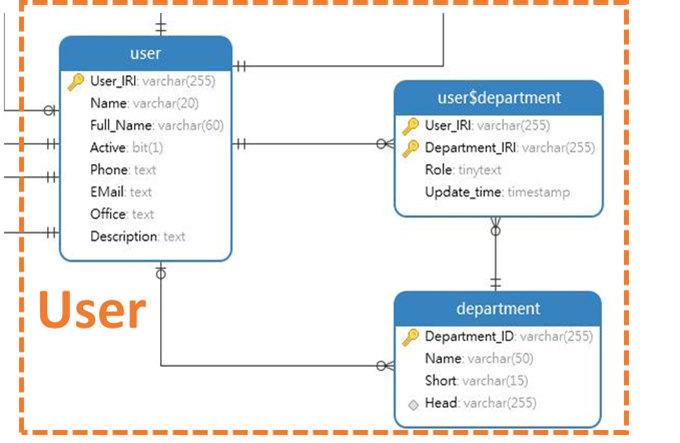 user
User_IRI: varchar(255)
Name: varchar(20)
Full_Name: varchar(60)
Active: bit(1)
Phone: text
EMail: text
Office: text
Description: text
user$department
User_IRI: varchar(255)
Department_IRI: varchar(255)
Role: tinytext
Update_time: timestamp
User
department
Department_ID: varchar(255)
Name: varchar(50)
Short: varchar(15)
Head: varchar(255)